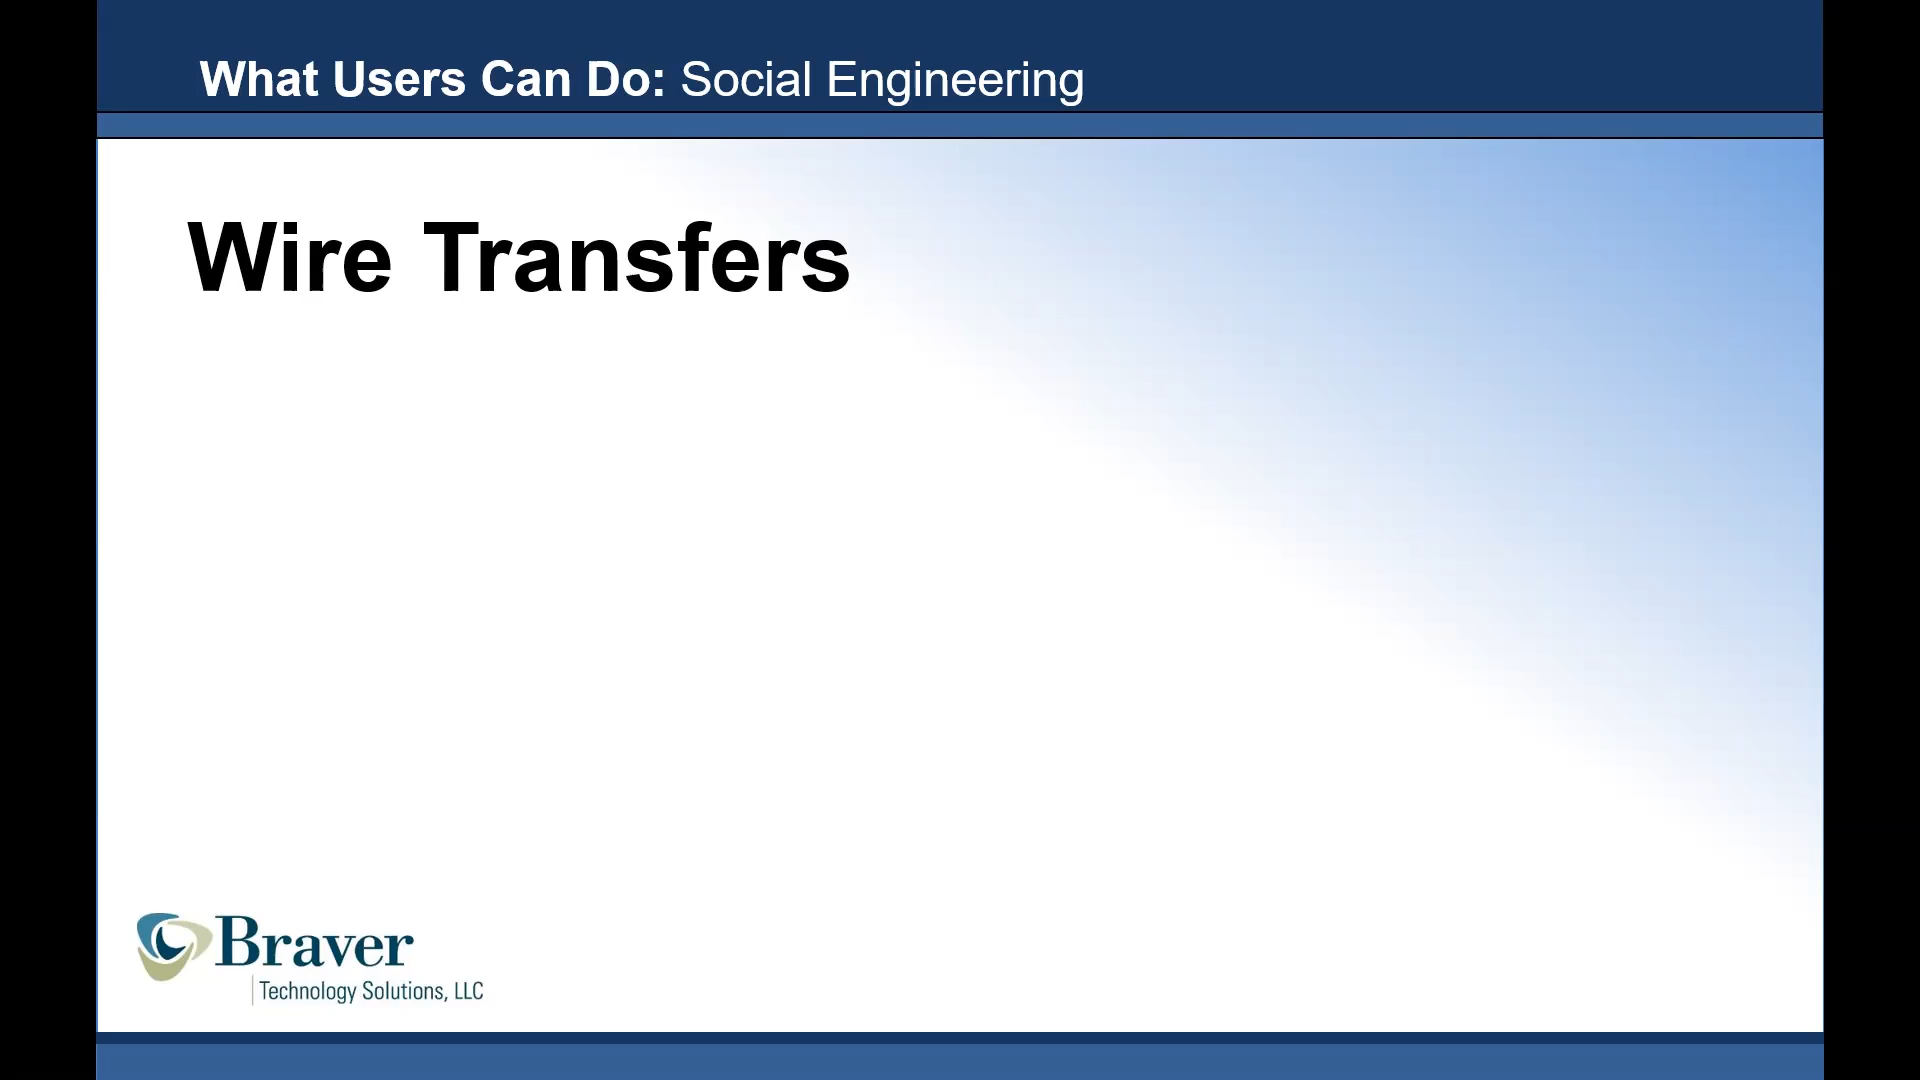 What Users Can Do: Social Engineering
Wire Transfers
Braver
Technology Solutions, LLC